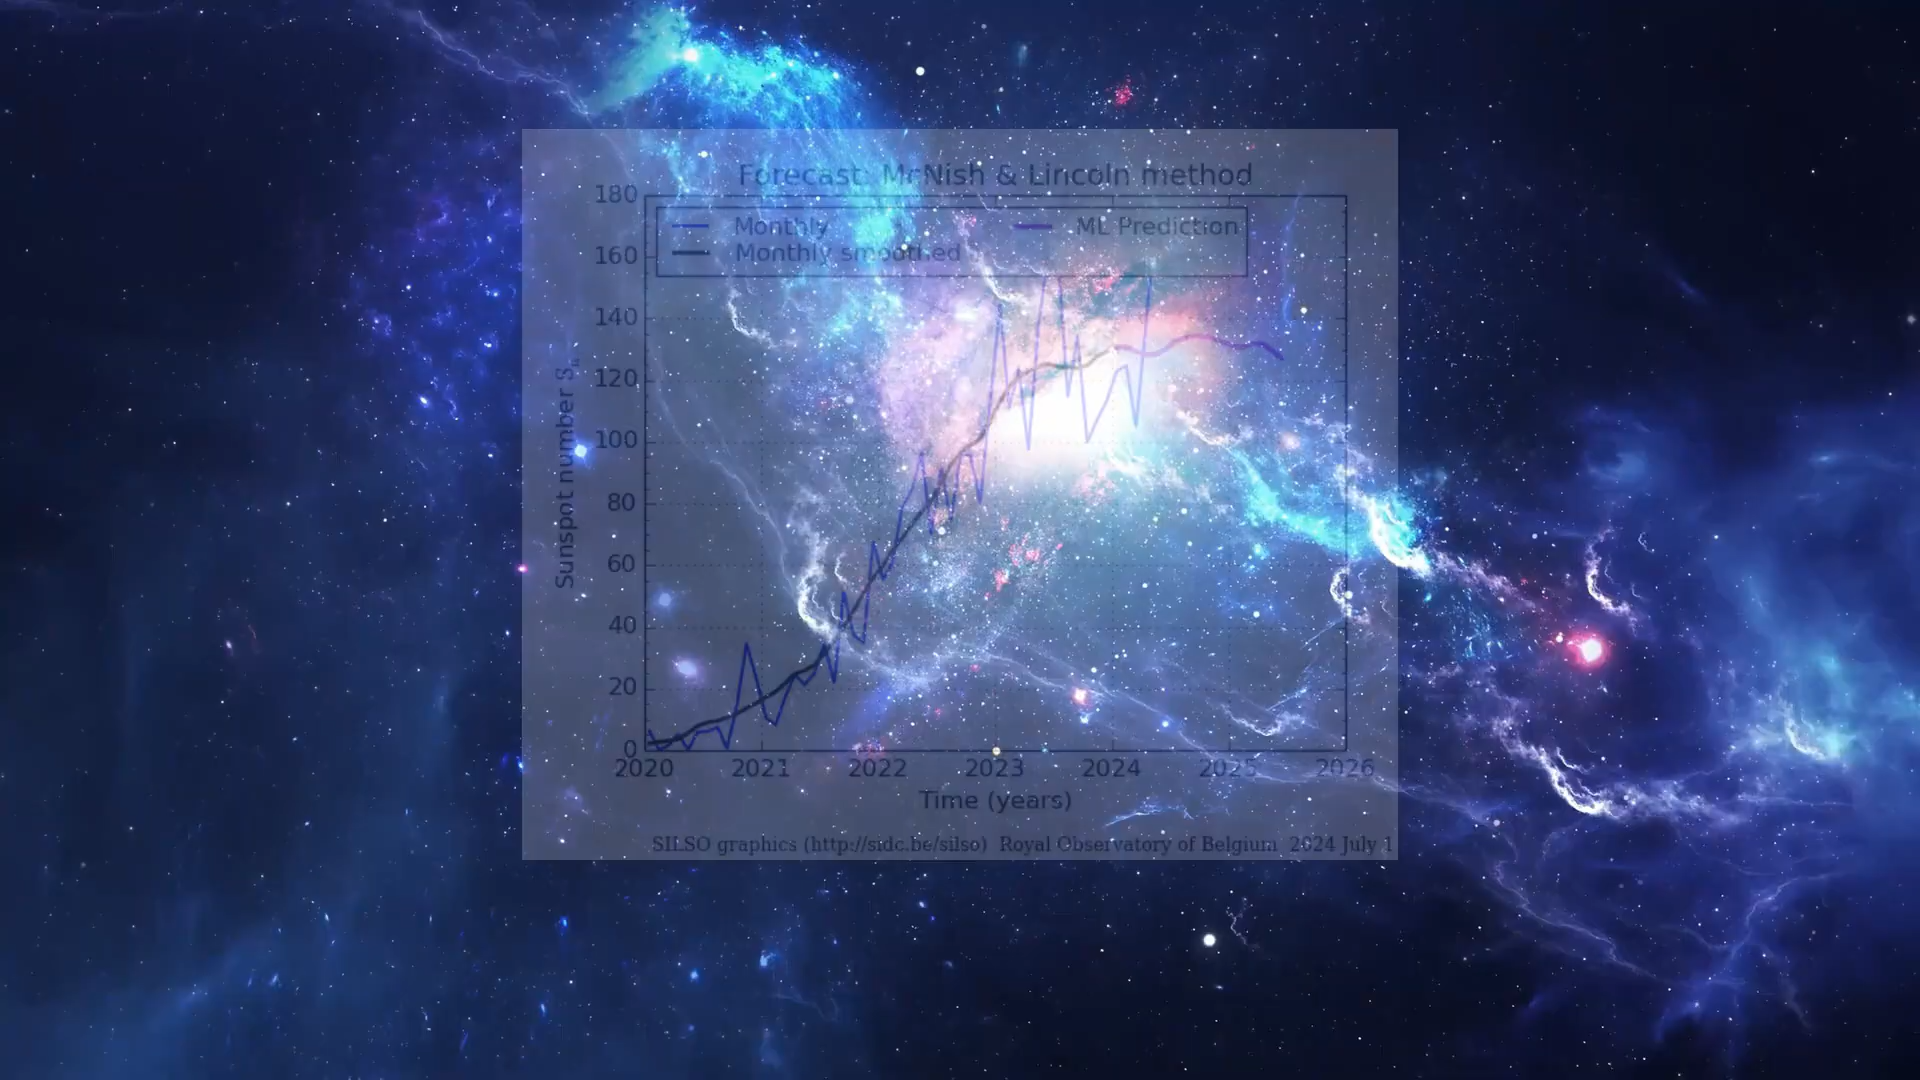 Forecast: McNish & Lincoln method
Monthly
ML Prediction
Monthly smoothed
180
160
140
120
100
80
60
40
20
0
Sunspot number Sₙ
2020 2021 2022 2023 2024 2025 2026
Time (years)
SILSO graphics (http://sidc.be/silso) Royal Observatory of Belgium 2024 July 1